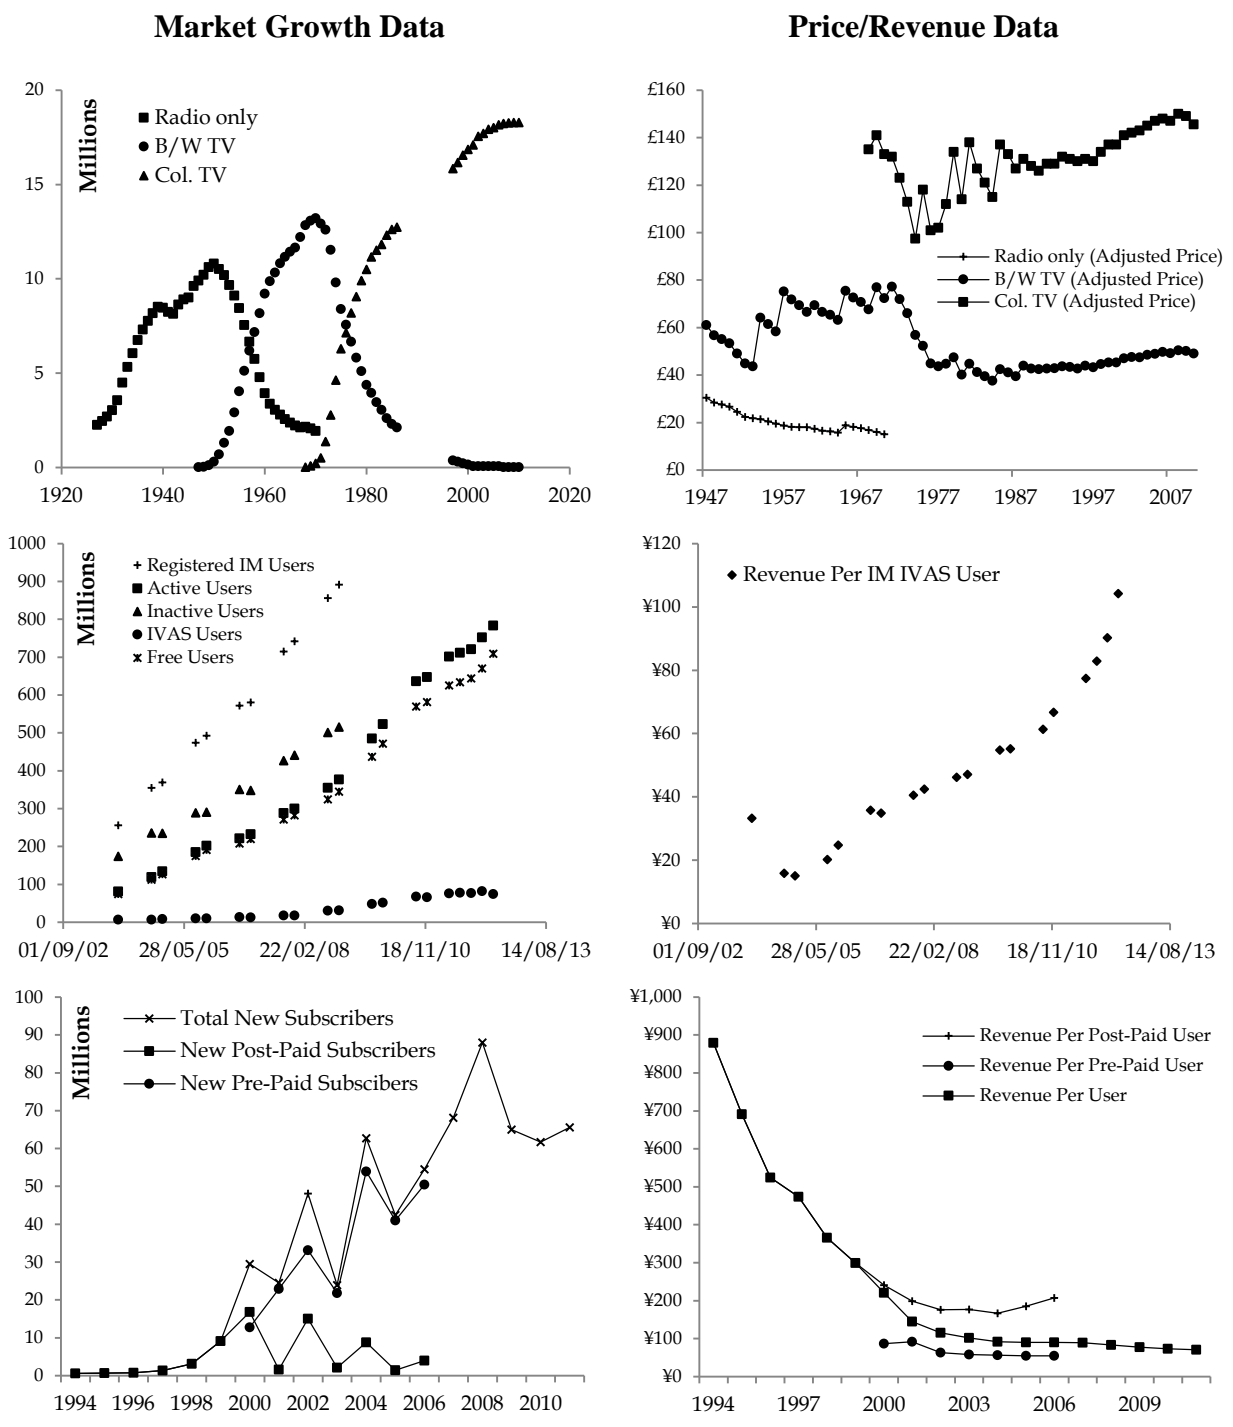 Market Growth Data
Price/Revenue Data
20
15
10
5
0
Millions
Radio only
B/W TV
Col. TV
1920 1940 1960 1980 2000 2020
£160
£140
£120
£100
£80
£60
£40
£20
£0
Radio only (Adjusted Price)
B/W TV (Adjusted Price)
Col. TV (Adjusted Price)
1947 1957 1967 1977 1987 1997 2007
1000
900
800
700
600
500
400
300
200
100
0
Millions
Registered IM Users
Active Users
Inactive Users
IVAS Users
Free Users
01/09/02 28/05/05 22/02/08 18/11/10 14/08/13
¥120
¥100
¥80
¥60
¥40
¥20
¥0
Revenue Per IM IVAS User
01/09/02 28/05/05 22/02/08 18/11/10 14/08/13
100
90
80
70
60
50
40
30
20
10
0
Millions
Total New Subscribers
New Post-Paid Subscribers
New Pre-Paid Subscibers
1994 1996 1998 2000 2002 2004 2006 2008 2010
¥1,000
¥900
¥800
¥700
¥600
¥500
¥400
¥300
¥200
¥100
¥0
Revenue Per Post-Paid User
Revenue Per Pre-Paid User
Revenue Per User
1994 1997 2000 2003 2006 2009